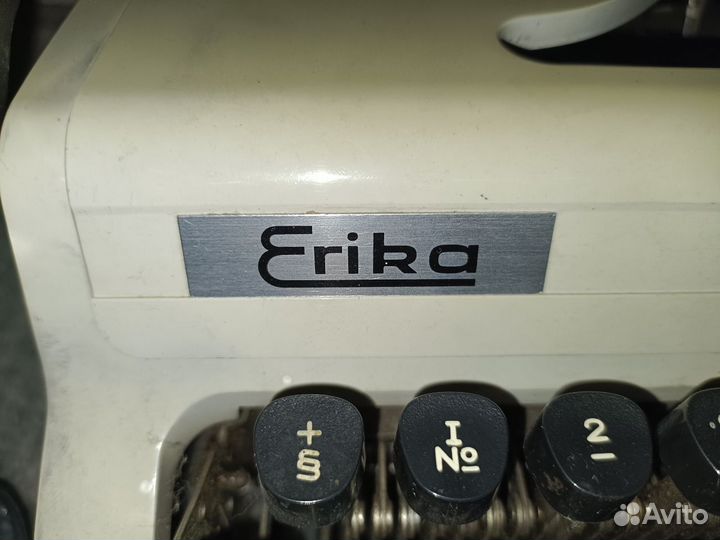 Erika
+ I 2
§ № -
Avito